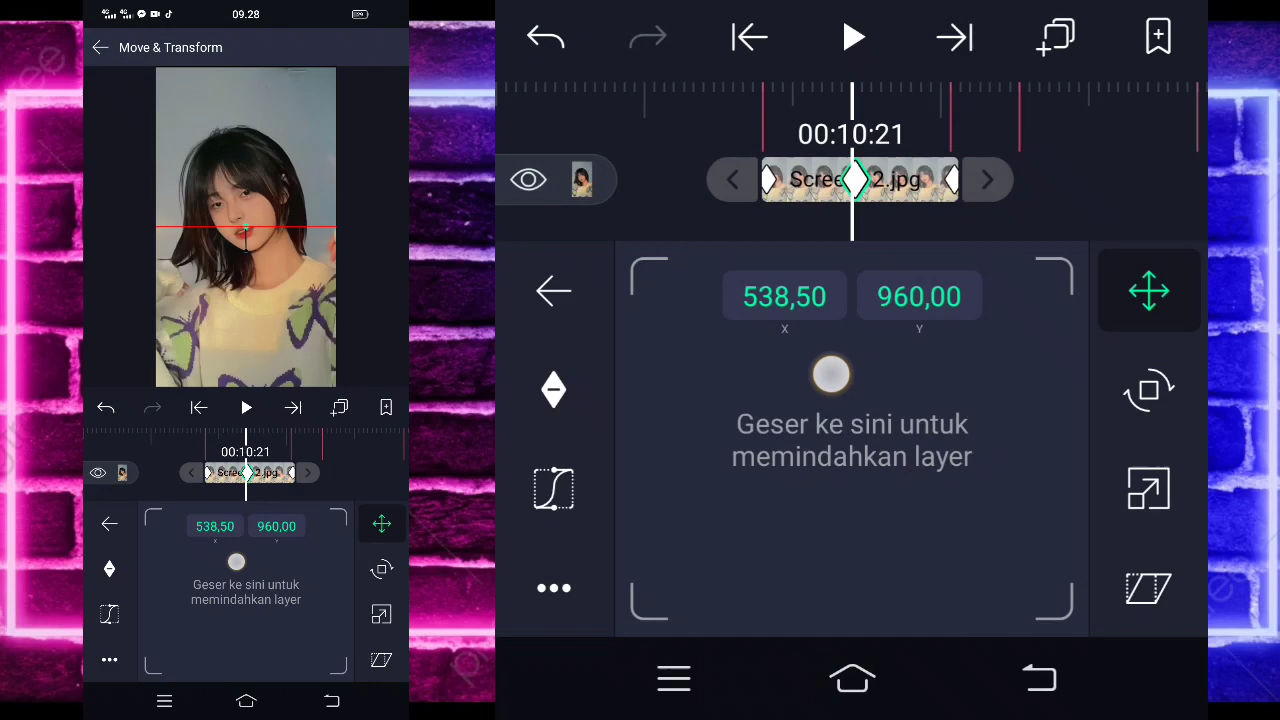 09.28
Move & Transform
00:10:21
Scree 2.jpg
538,50 960,00
X Y
Geser ke sini untuk
memindahkan layer
00:10:21
Scree 2.jpg
538,50 960,00
X Y
Geser ke sini untuk
memindahkan layer